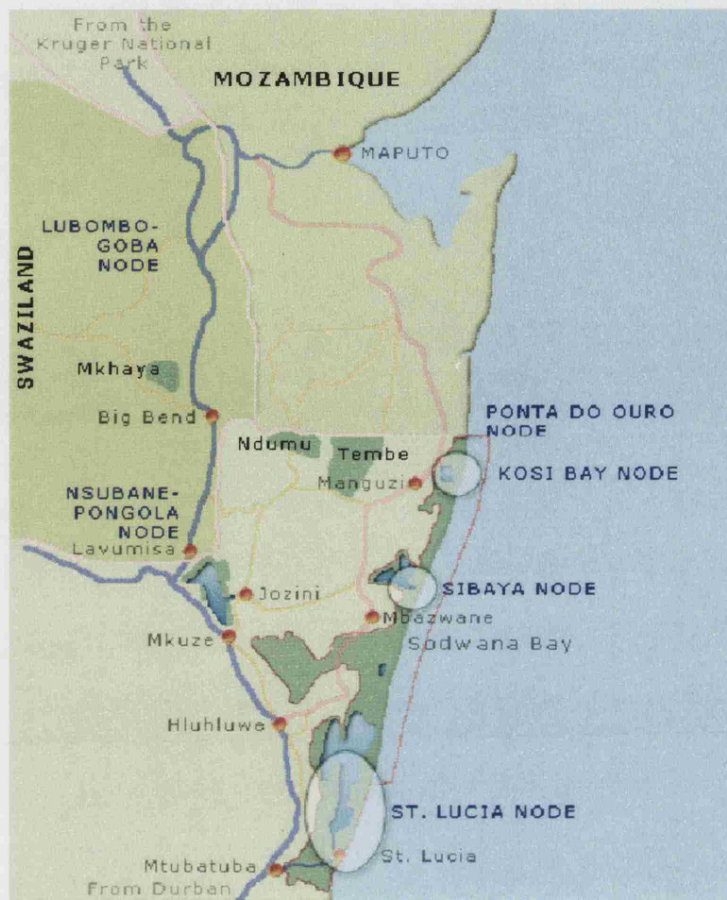 From the
Kruger National
Park
MOZAMBIQUE
MAPUTO
LUBOMBO-
GOBA
NODE
SWAZILAND
Mkhaya
Big Bend
PONTA DO OURO
NODE
Ndumu
Tembe
KOSI BAY NODE
Manguzi
NSUBANE-
PONGOLA
NODE
Lavumisa
Jozini
SIBAYA NODE
Mbazwane
Mkuze
Sodwana Bay
Hluhluwe
ST. LUCIA NODE
St. Lucia
Mtubatuba
From Durban